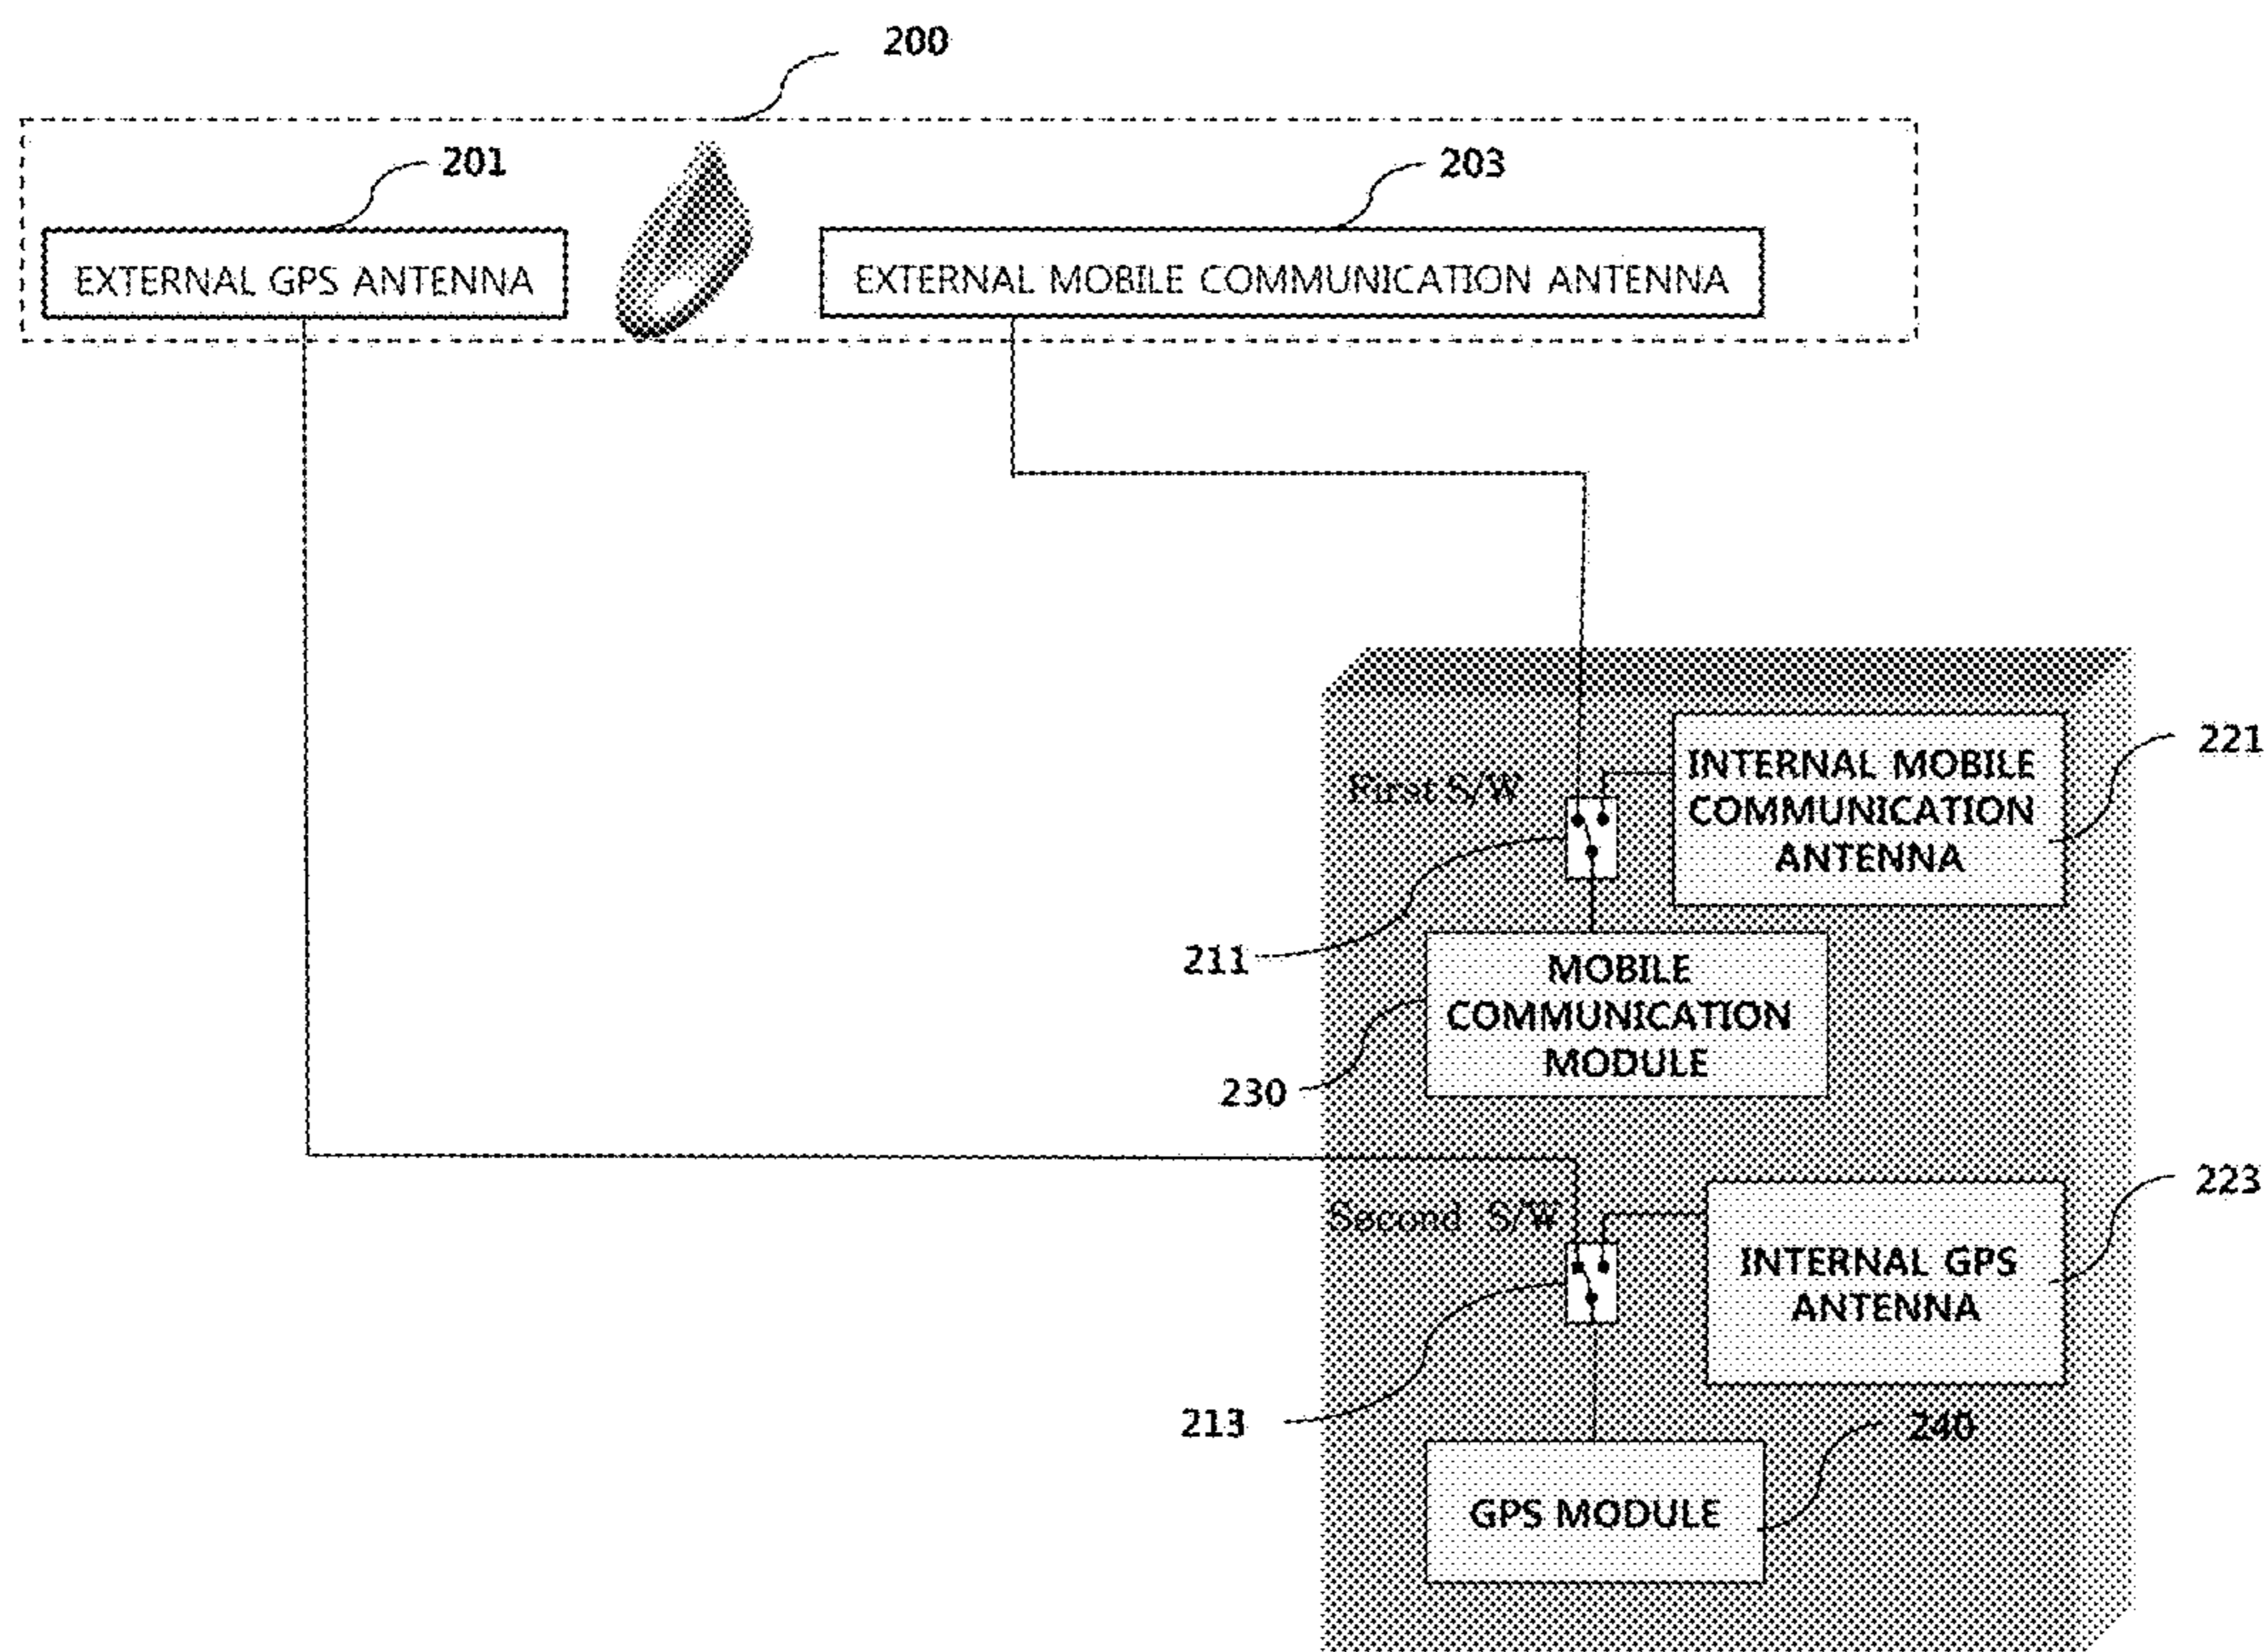 200
201
203
EXTERNAL GPS ANTENNA
EXTERNAL MOBILE COMMUNICATION ANTENNA
221
INTERNAL MOBILE
COMMUNICATION
ANTENNA
First S/W
211
MOBILE
COMMUNICATION
MODULE
230
223
Second S/W
INTERNAL GPS
ANTENNA
213
240
GPS MODULE